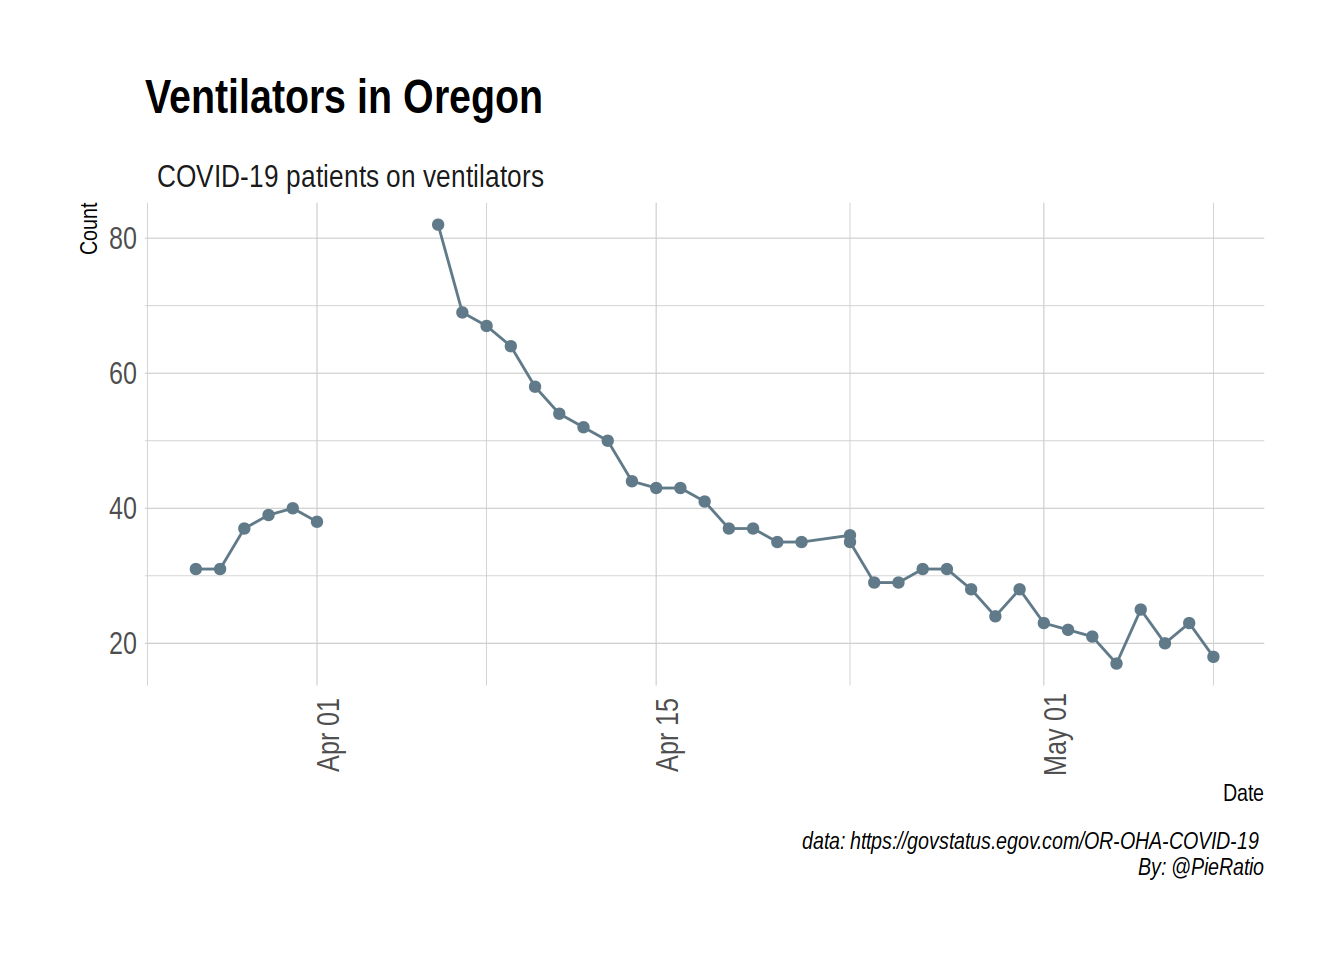 Ventilators in Oregon
COVID-19 patients on ventilators
Count
80
60
40
20
Apr 01
Apr 15
May 01
Date
data: https://govstatus.egov.com/OR-OHA-COVID-19
By: @PieRatio